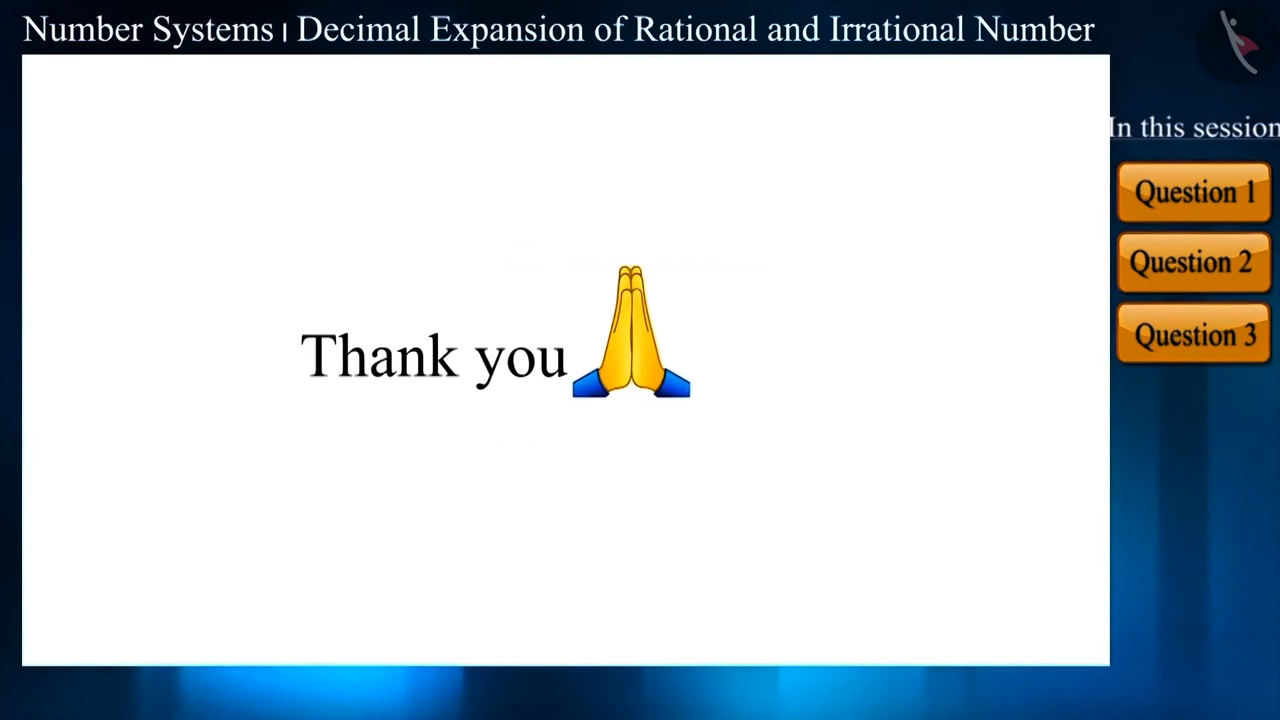 Number Systems | Decimal Expansion of Rational and Irrational Number
In this session
Question 1
Question 2
Question 3
Thank you